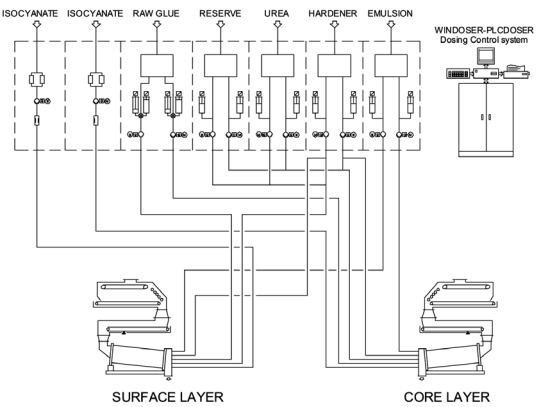 ISOCYANATE ISOCYANATE RAW GLUE RESERVE UREA HARDENER EMULSION
WINDOSER-PLCDOSER
Dosing Control system
SURFACE LAYER
CORE LAYER